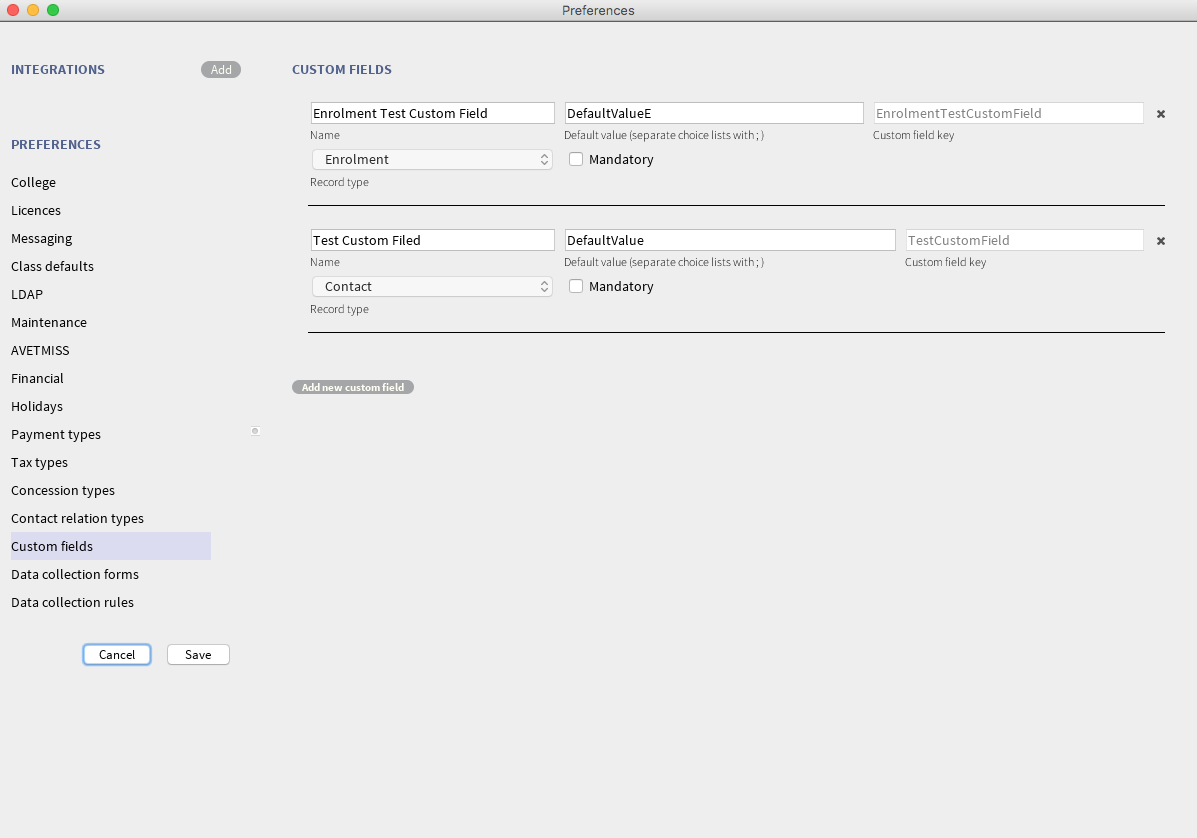 Preferences
INTEGRATIONS
Add
PREFERENCES
College
Licences
Messaging
Class defaults
LDAP
Maintenance
AVETMISS
Financial
Holidays
Payment types
Tax types
Concession types
Contact relation types
Custom fields
Data collection forms
Data collection rules
Cancel Save
CUSTOM FIELDS
Enrolment Test Custom Field DefaultValueE EnrolmentTestCustomField
Name Default value (separate choice lists with ; ) Custom field key
Enrolment Mandatory
Record type
Test Custom Filed DefaultValue TestCustomField
Name Default value (separate choice lists with ; ) Custom field key
Contact Mandatory
Record type
Add new custom field